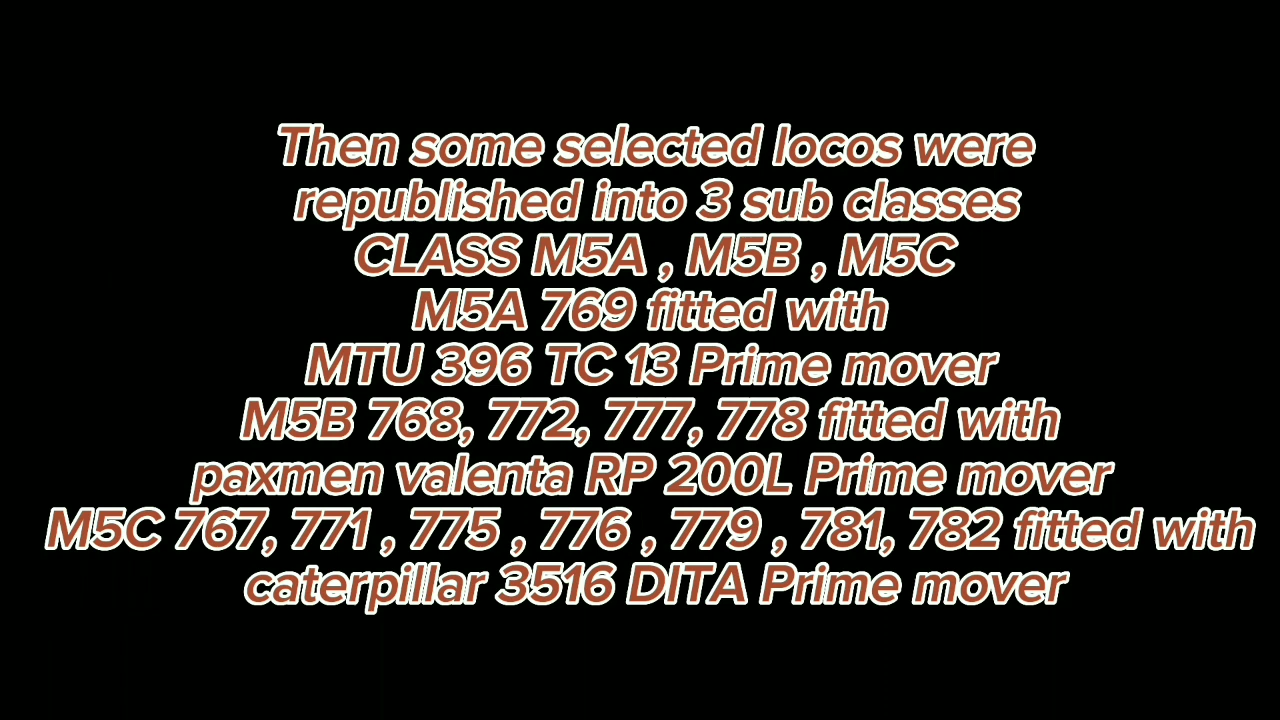 Then some selected locos were
republished into 3 sub classes
CLASS M5A , M5B , M5C
M5A 769 fitted with
MTU 396 TC 13 Prime mover
M5B 768, 772, 777, 778 fitted with
paxmen valenta RP 200L Prime mover
M5C 767, 771 , 775 , 776 , 779 , 781, 782 fitted with
caterpillar 3516 DITA Prime mover